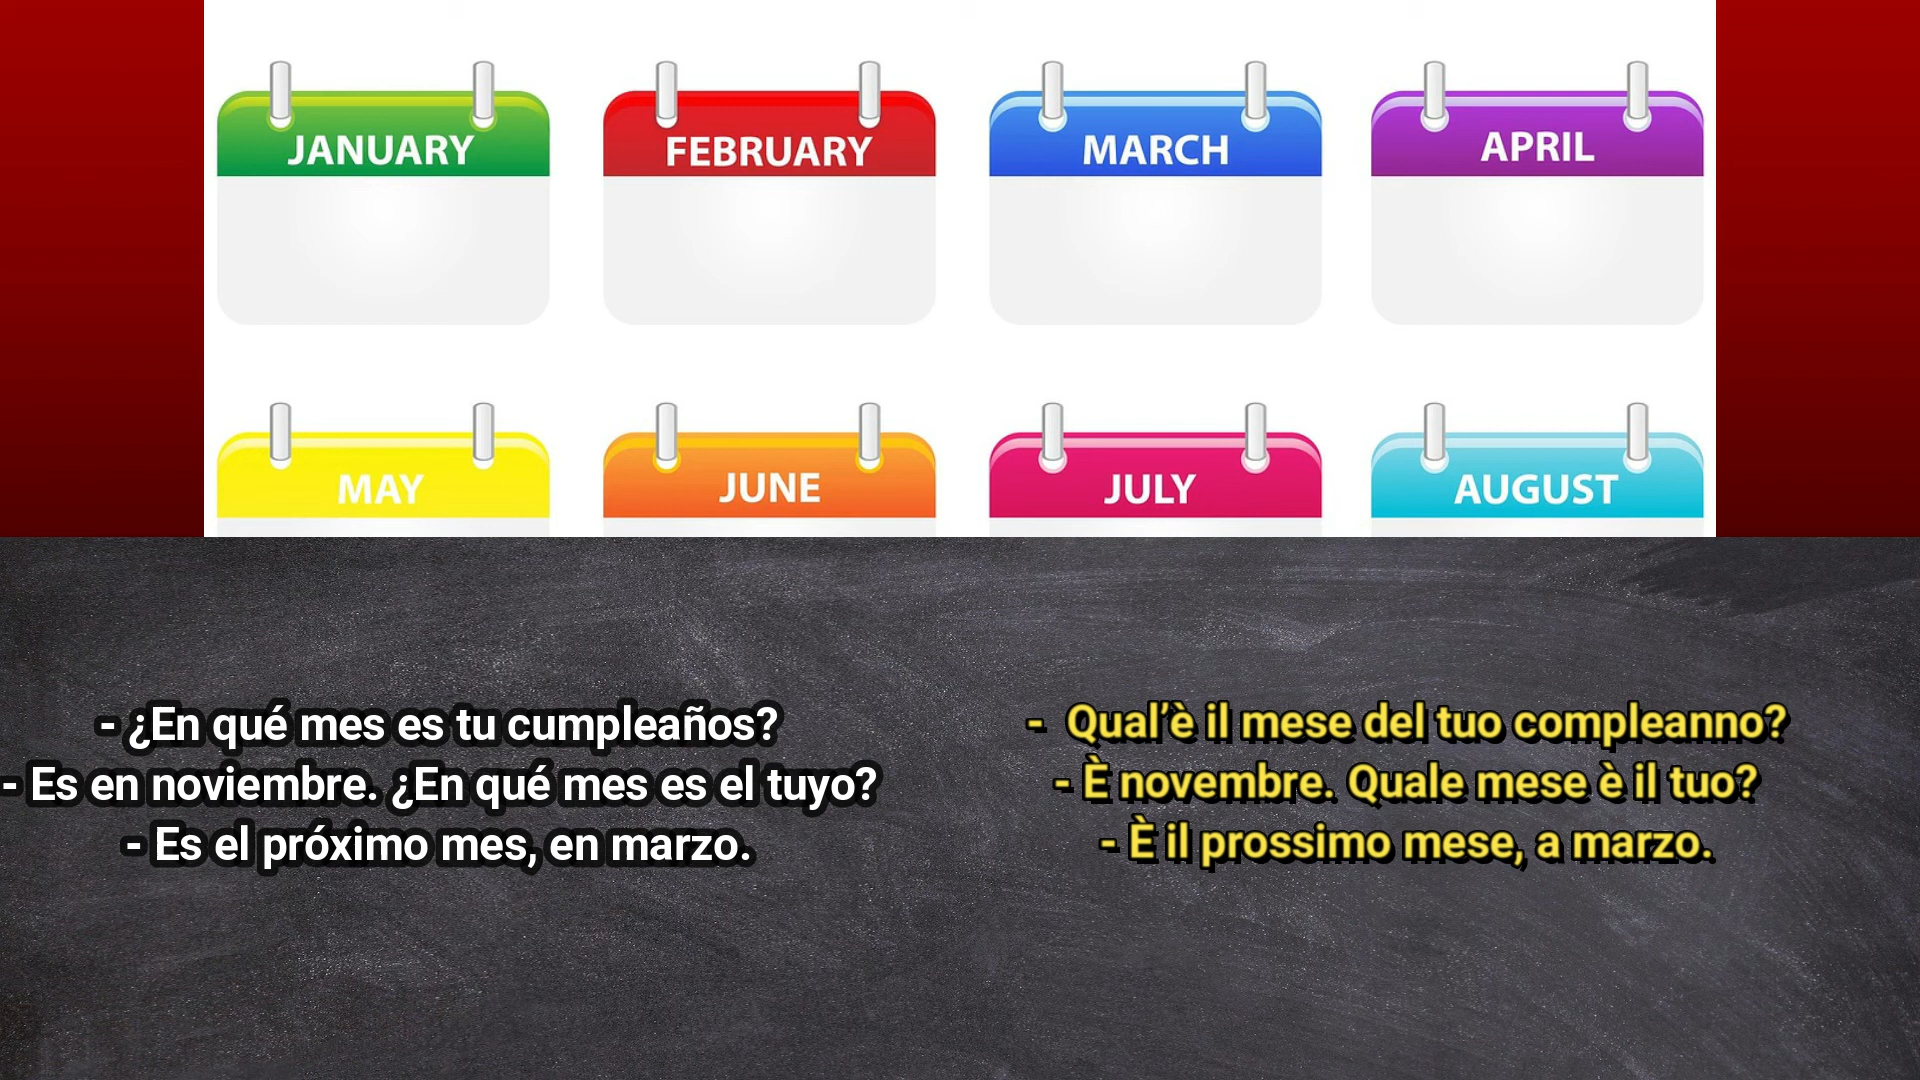 JANUARY
FEBRUARY
MARCH
APRIL
MAY
JUNE
JULY
AUGUST
- ¿En qué mes es tu cumpleaños?
- Es en noviembre. ¿En qué mes es el tuyo?
- Es el próximo mes, en marzo.
- Qual’è il mese del tuo compleanno?
- È novembre. Quale mese è il tuo?
- È il prossimo mese, a marzo.